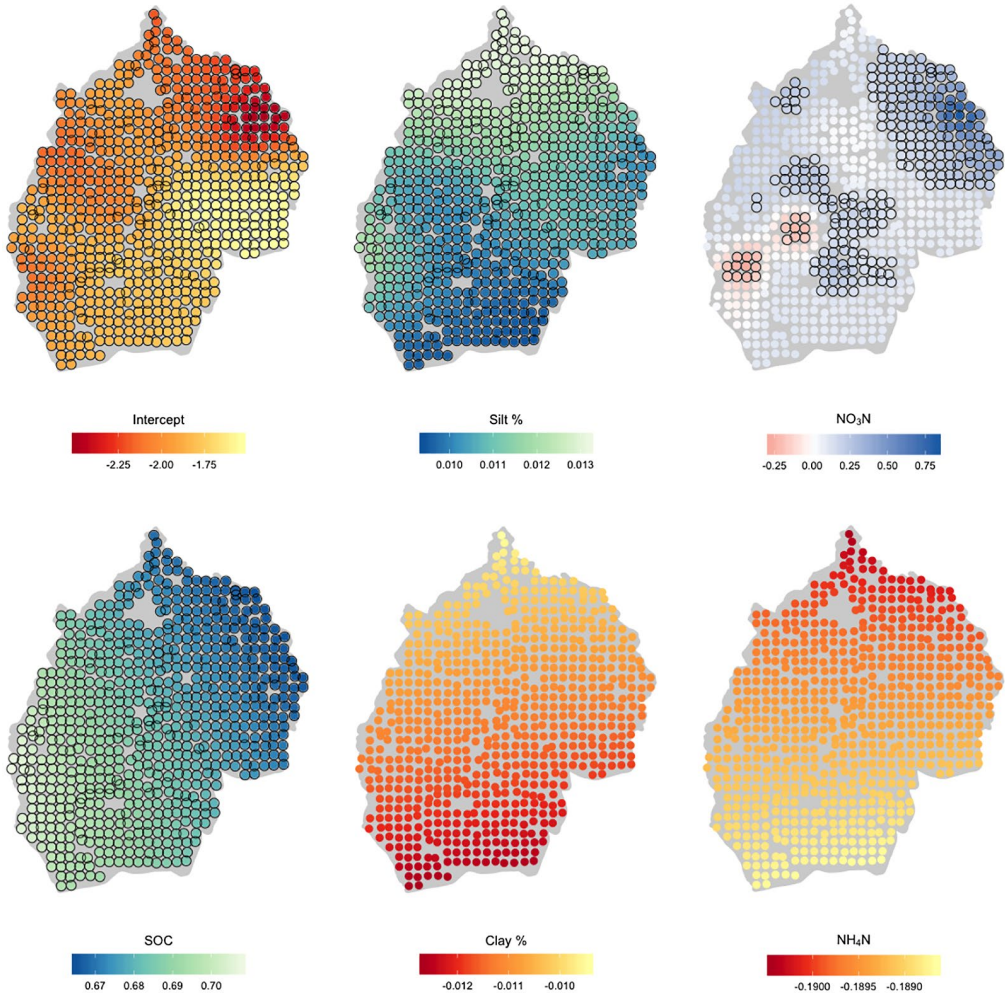 Intercept
-2.25 -2.00 -1.75
Silt %
0.010 0.011 0.012 0.013
NO₃N
-0.25 0.00 0.25 0.50 0.75
SOC
0.67 0.68 0.69 0.70
Clay %
-0.012 -0.011 -0.010
NH₄N
-0.1900 -0.1895 -0.1890